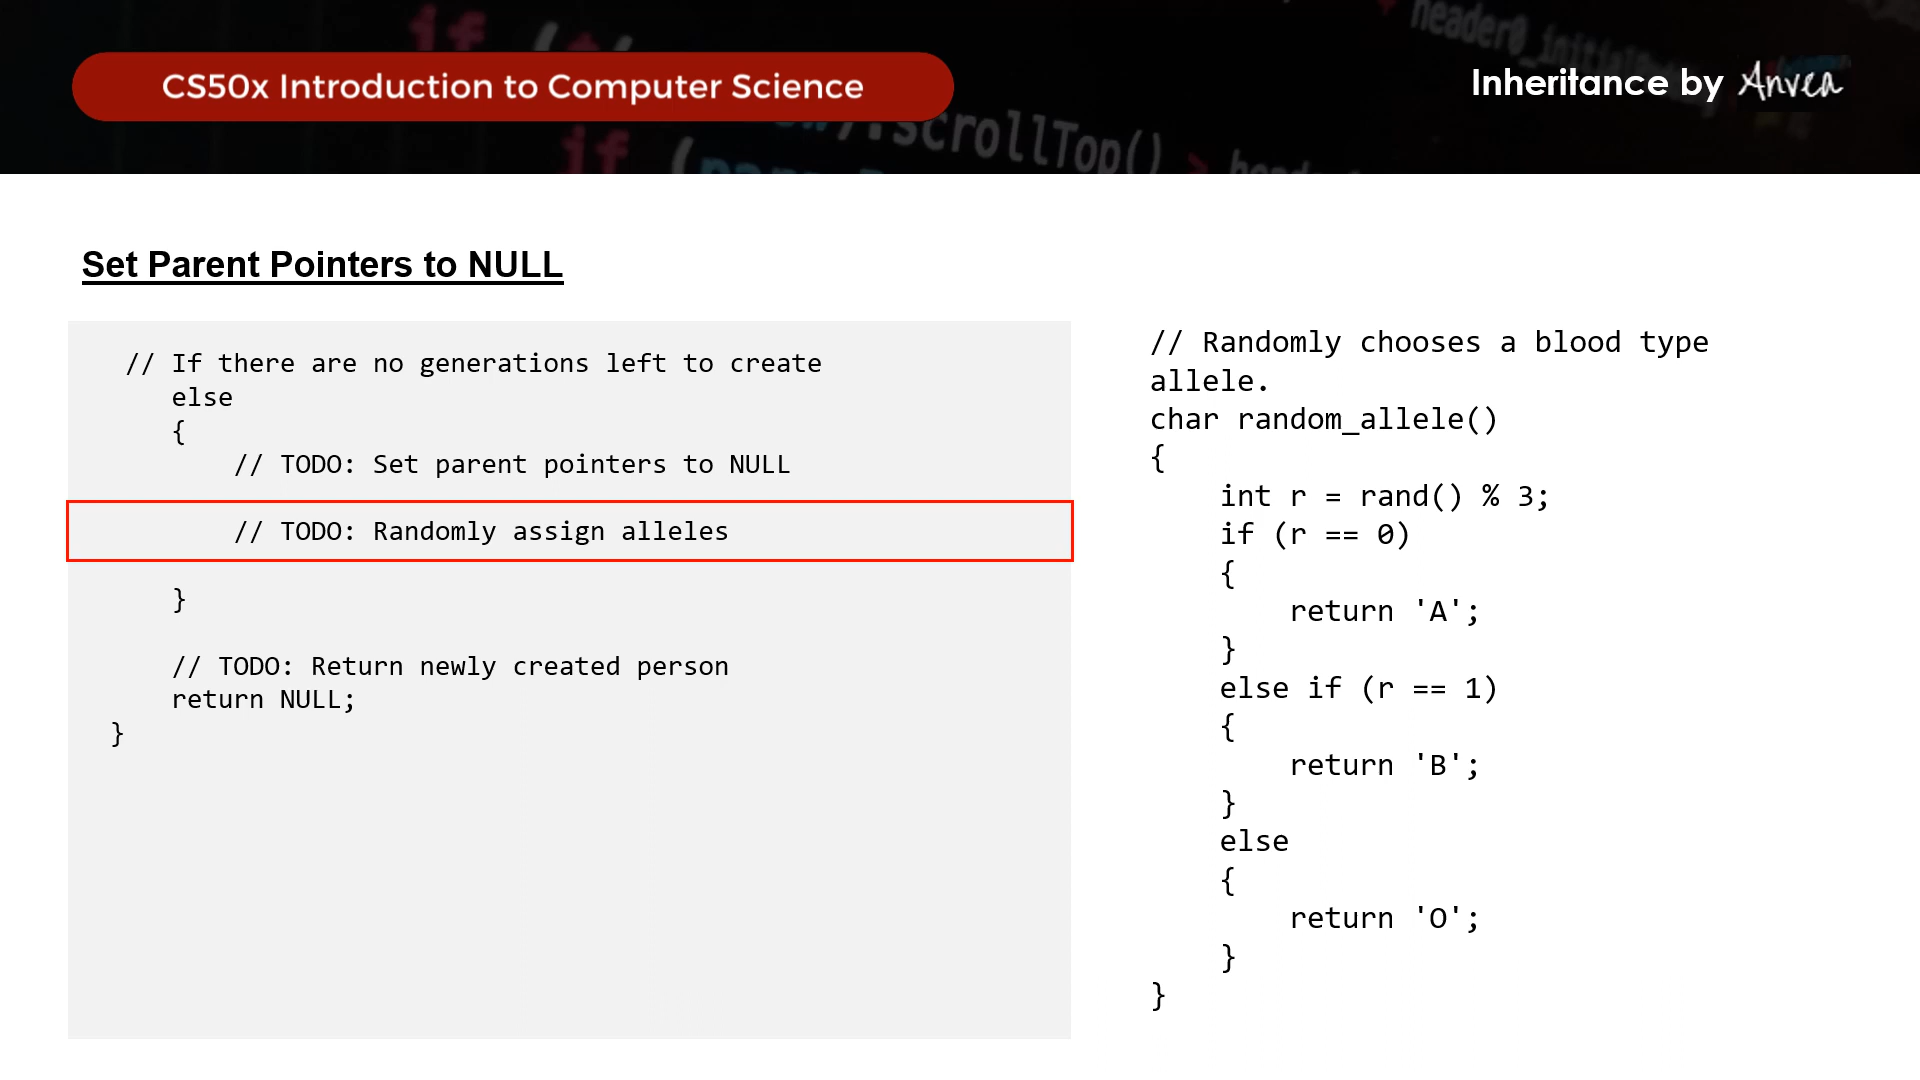 if (
CS50x Introduction to Computer Science
Inheritance by Anvea
.scrollTop() >
if (
Set Parent Pointers to NULL
// If there are no generations left to create
else
{
// TODO: Set parent pointers to NULL
// TODO: Randomly assign alleles
}
// TODO: Return newly created person
return NULL;
}
// Randomly chooses a blood type
allele.
char random_allele()
{
int r = rand() % 3;
if (r == 0)
{
return 'A';
}
else if (r == 1)
{
return 'B';
}
else
{
return 'O';
}
}